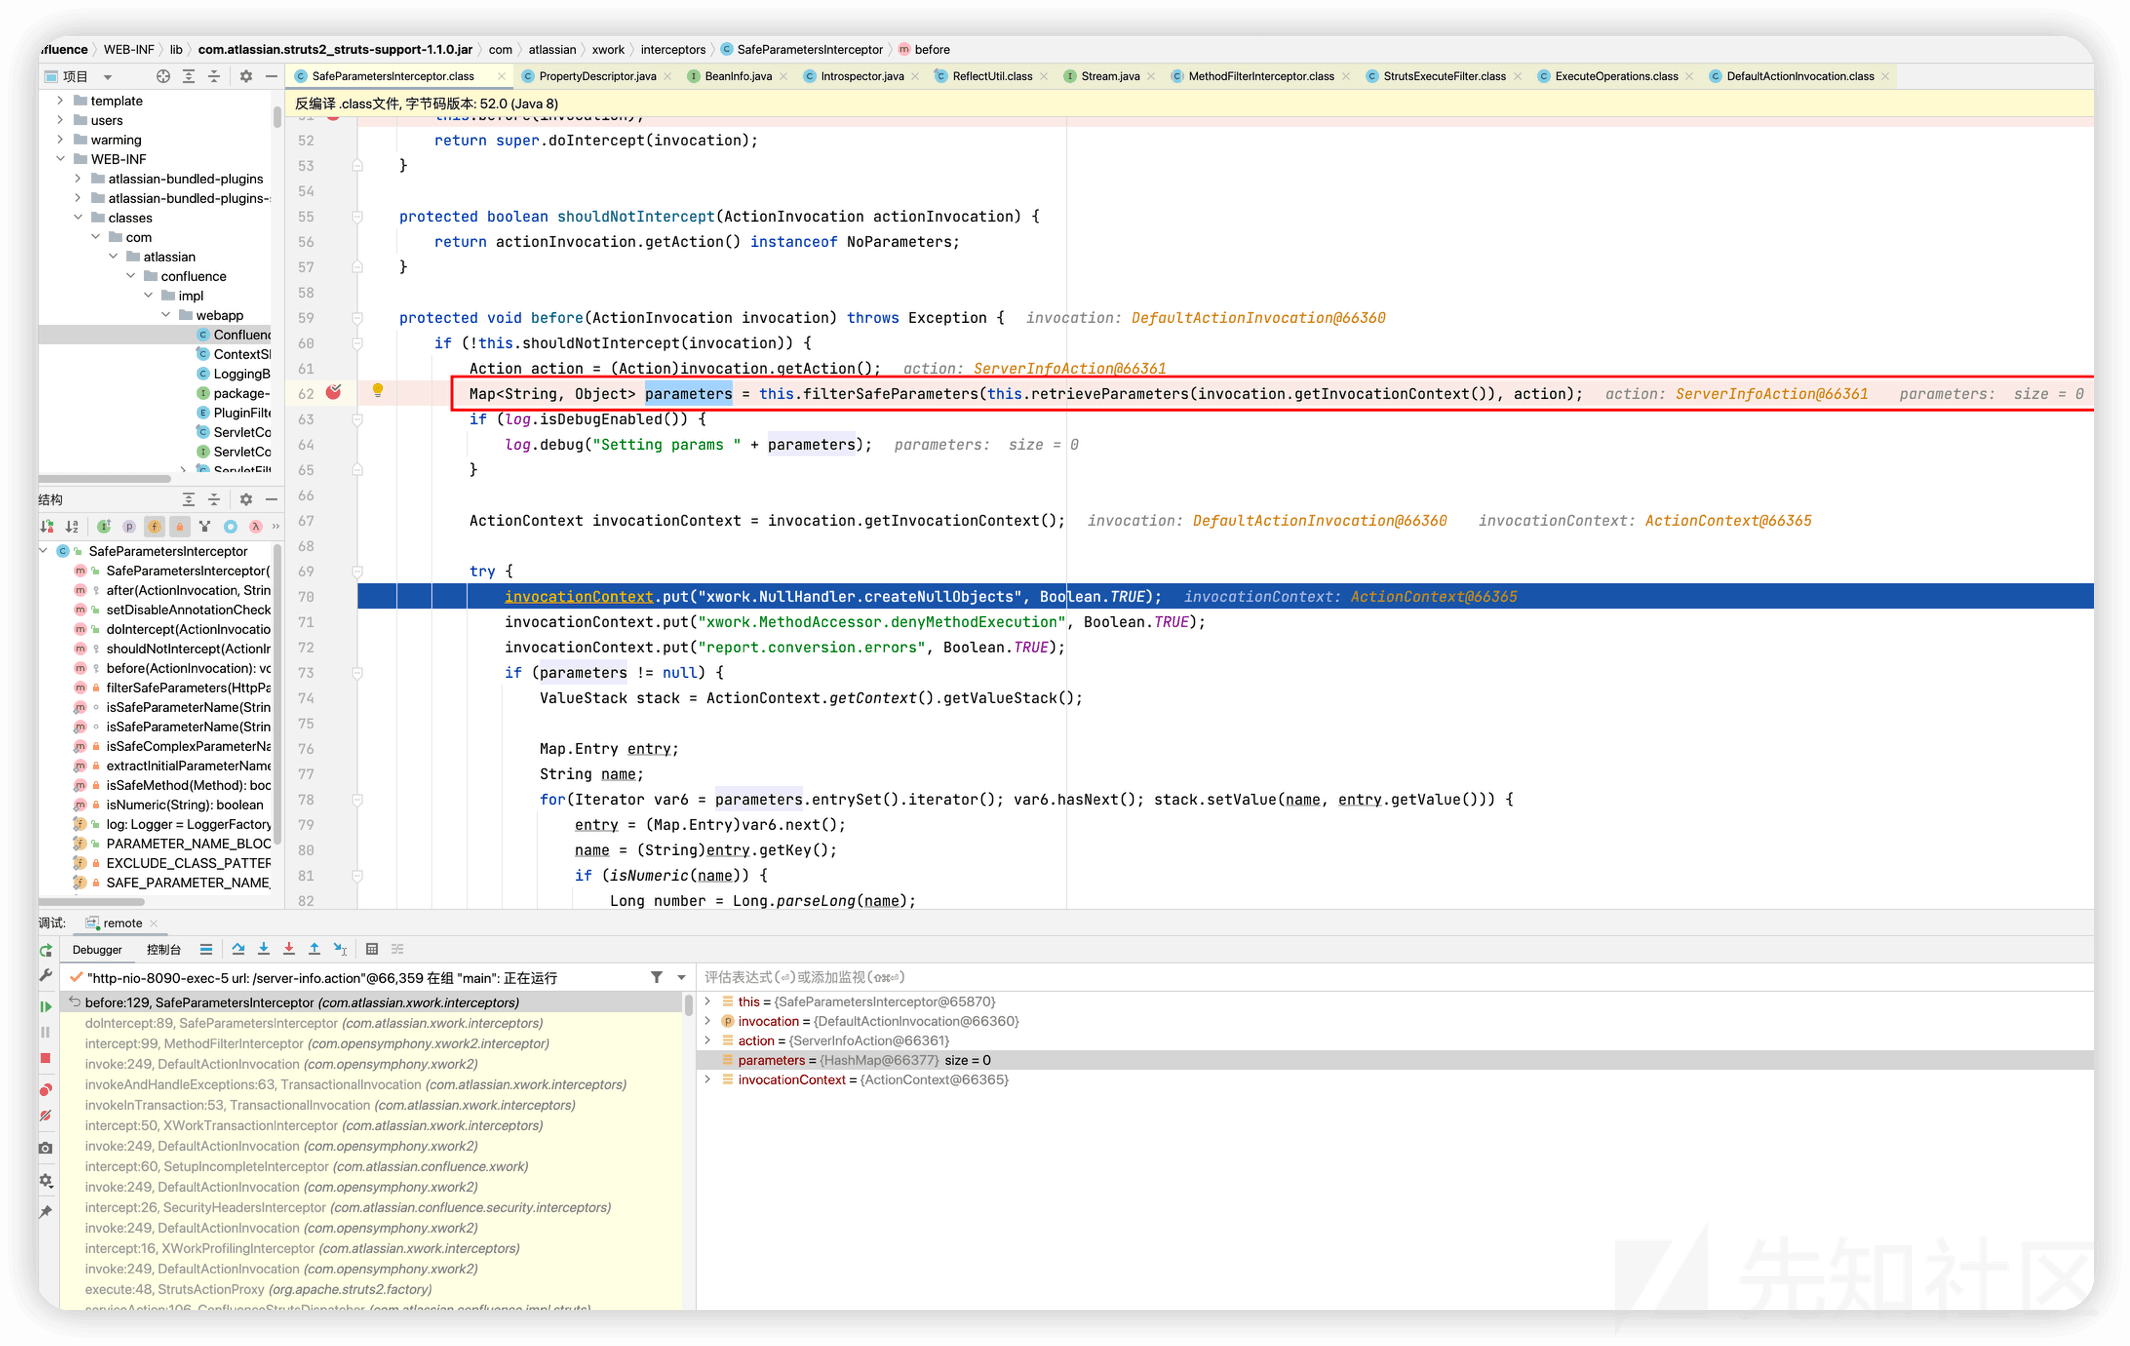 fluence 〉 WEB-INF 〉 lib 〉 com.atlassian.struts2_struts-support-1.1.0.jar 〉 com 〉 atlassian 〉 xwork 〉 interceptors 〉 SafeParametersInterceptor 〉 before
项目
SafeParametersInterceptor.class PropertyDescriptor.java BeanInfo.java Introspector.java ReflectUtil.class Stream.java MethodFilterInterceptor.class StrutsExecuteFilter.class ExecuteOperations.class DefaultActionInvocation.class
反编译 .class文件, 字节码版本: 52.0 (Java 8)
template
users
warming
WEB-INF
atlassian-bundled-plugins
atlassian-bundled-plugins-
classes
com
atlassian
confluence
impl
webapp
Confluenc
ContextSl
LoggingB
package-
PluginFilte
ServletCo
ServletCo
ServletFilt
结构
SafeParametersInterceptor
SafeParametersInterceptor(
after(ActionInvocation, Strin
setDisableAnnotationCheck
doIntercept(ActionInvocatio
shouldNotIntercept(ActionIr
before(ActionInvocation): vo
filterSafeParameters(HttpPa
isSafeParameterName(Strin
isSafeParameterName(Strin
isSafeComplexParameterNa
extractInitialParameterName
isSafeMethod(Method): boc
isNumeric(String): boolean
log: Logger = LoggerFactory
PARAMETER_NAME_BLOC
EXCLUDE_CLASS_PATTER
SAFE_PARAMETER_NAME_
51 this.before(invocation);
52 return super.doIntercept(invocation);
53 }
54
55 protected boolean shouldNotIntercept(ActionInvocation actionInvocation) {
56 return actionInvocation.getAction() instanceof NoParameters;
57 }
58
59 protected void before(ActionInvocation invocation) throws Exception { invocation: DefaultActionInvocation@66360
60 if (!this.shouldNotIntercept(invocation)) {
61 Action action = (Action)invocation.getAction(); action: ServerInfoAction@66361
62 Map<String, Object> parameters = this.filterSafeParameters(this.retrieveParameters(invocation.getInvocationContext()), action); action: ServerInfoAction@66361 parameters: size = 0
63 if (log.isDebugEnabled()) {
64 log.debug("Setting params " + parameters); parameters: size = 0
65 }
66
67 ActionContext invocationContext = invocation.getInvocationContext(); invocation: DefaultActionInvocation@66360 invocationContext: ActionContext@66365
68
69 try {
70 invocationContext.put("xwork.NullHandler.createNullObjects", Boolean.TRUE); invocationContext: ActionContext@66365
71 invocationContext.put("xwork.MethodAccessor.denyMethodExecution", Boolean.TRUE);
72 invocationContext.put("report.conversion.errors", Boolean.TRUE);
73 if (parameters != null) {
74 ValueStack stack = ActionContext.getContext().getValueStack();
75
76 Map.Entry entry;
77 String name;
78 for(Iterator var6 = parameters.entrySet().iterator(); var6.hasNext(); stack.setValue(name, entry.getValue())) {
79 entry = (Map.Entry)var6.next();
80 name = (String)entry.getKey();
81 if (isNumeric(name)) {
82 Long number = Long.parseLong(name);
调试: remote
Debugger 控制台
"http-nio-8090-exec-5 url: /server-info.action"@66,359 在组 "main": 正在运行
before:129, SafeParametersInterceptor (com.atlassian.xwork.interceptors)
doIntercept:89, SafeParametersInterceptor (com.atlassian.xwork.interceptors)
intercept:99, MethodFilterInterceptor (com.opensymphony.xwork2.interceptor)
invoke:249, DefaultActionInvocation (com.opensymphony.xwork2)
invokeAndHandleExceptions:63, TransactionalInvocation (com.atlassian.xwork.interceptors)
invokeInTransaction:53, TransactionalInvocation (com.atlassian.xwork.interceptors)
intercept:50, XWorkTransactionInterceptor (com.atlassian.xwork.interceptors)
invoke:249, DefaultActionInvocation (com.opensymphony.xwork2)
intercept:60, SetupIncompleteInterceptor (com.atlassian.confluence.xwork)
invoke:249, DefaultActionInvocation (com.opensymphony.xwork2)
intercept:26, SecurityHeadersInterceptor (com.atlassian.confluence.security.interceptors)
invoke:249, DefaultActionInvocation (com.opensymphony.xwork2)
intercept:16, XWorkProfilingInterceptor (com.atlassian.xwork.interceptors)
invoke:249, DefaultActionInvocation (com.opensymphony.xwork2)
execute:48, StrutsActionProxy (org.apache.struts2.factory)
serviceAction:106, ConfluenceStrutsDispatcher (com.atlassian.confluence.impl.struts)
评估表达式(⏎)或添加监视(⇧⌘⏎)
this = {SafeParametersInterceptor@65870}
invocation = {DefaultActionInvocation@66360}
action = {ServerInfoAction@66361}
parameters = {HashMap@66377} size = 0
invocationContext = {ActionContext@66365}
先知社区